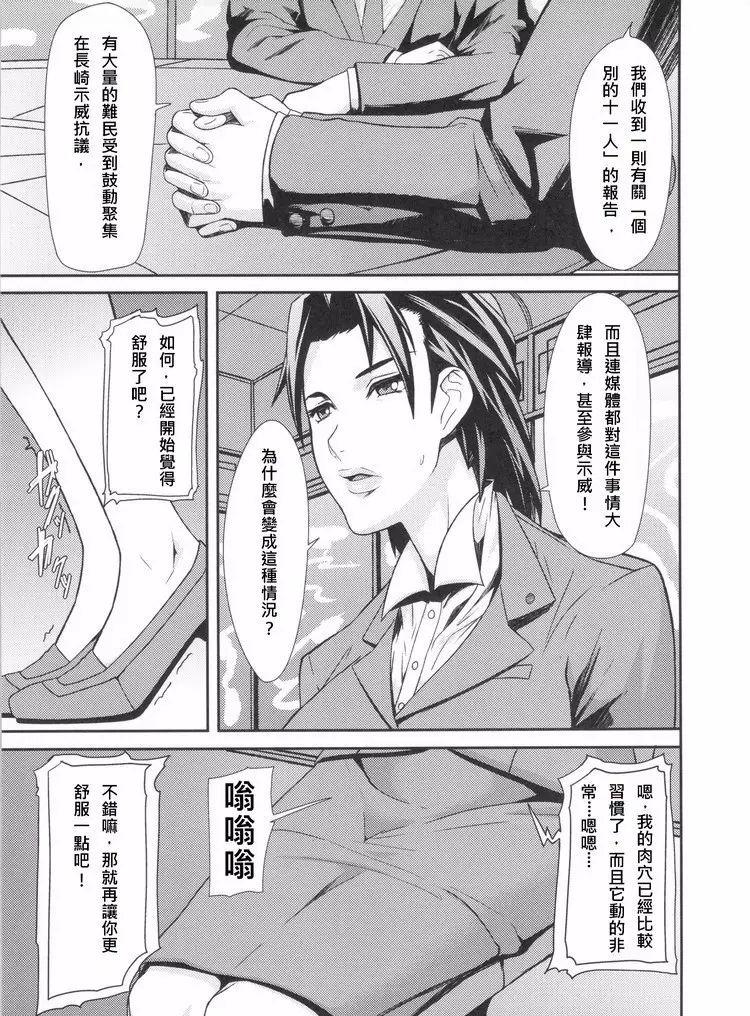 我們收到一則有關「個
別的十一人」的報告，
有大量的難民受到鼓動聚集
在長崎示威抗議，
而且連媒體都對這件事情大
肆報導，甚至參與示威！
為什麼會變成這種情況？
如何，已經開始覺得
舒服了吧？
ガクガク
嗯，我的肉穴已經比較
習慣了，而且它動的非
常⋯⋯嗯嗯⋯⋯
嗡嗡嗡
不錯嘛，那就再讓你更
舒服一點吧！